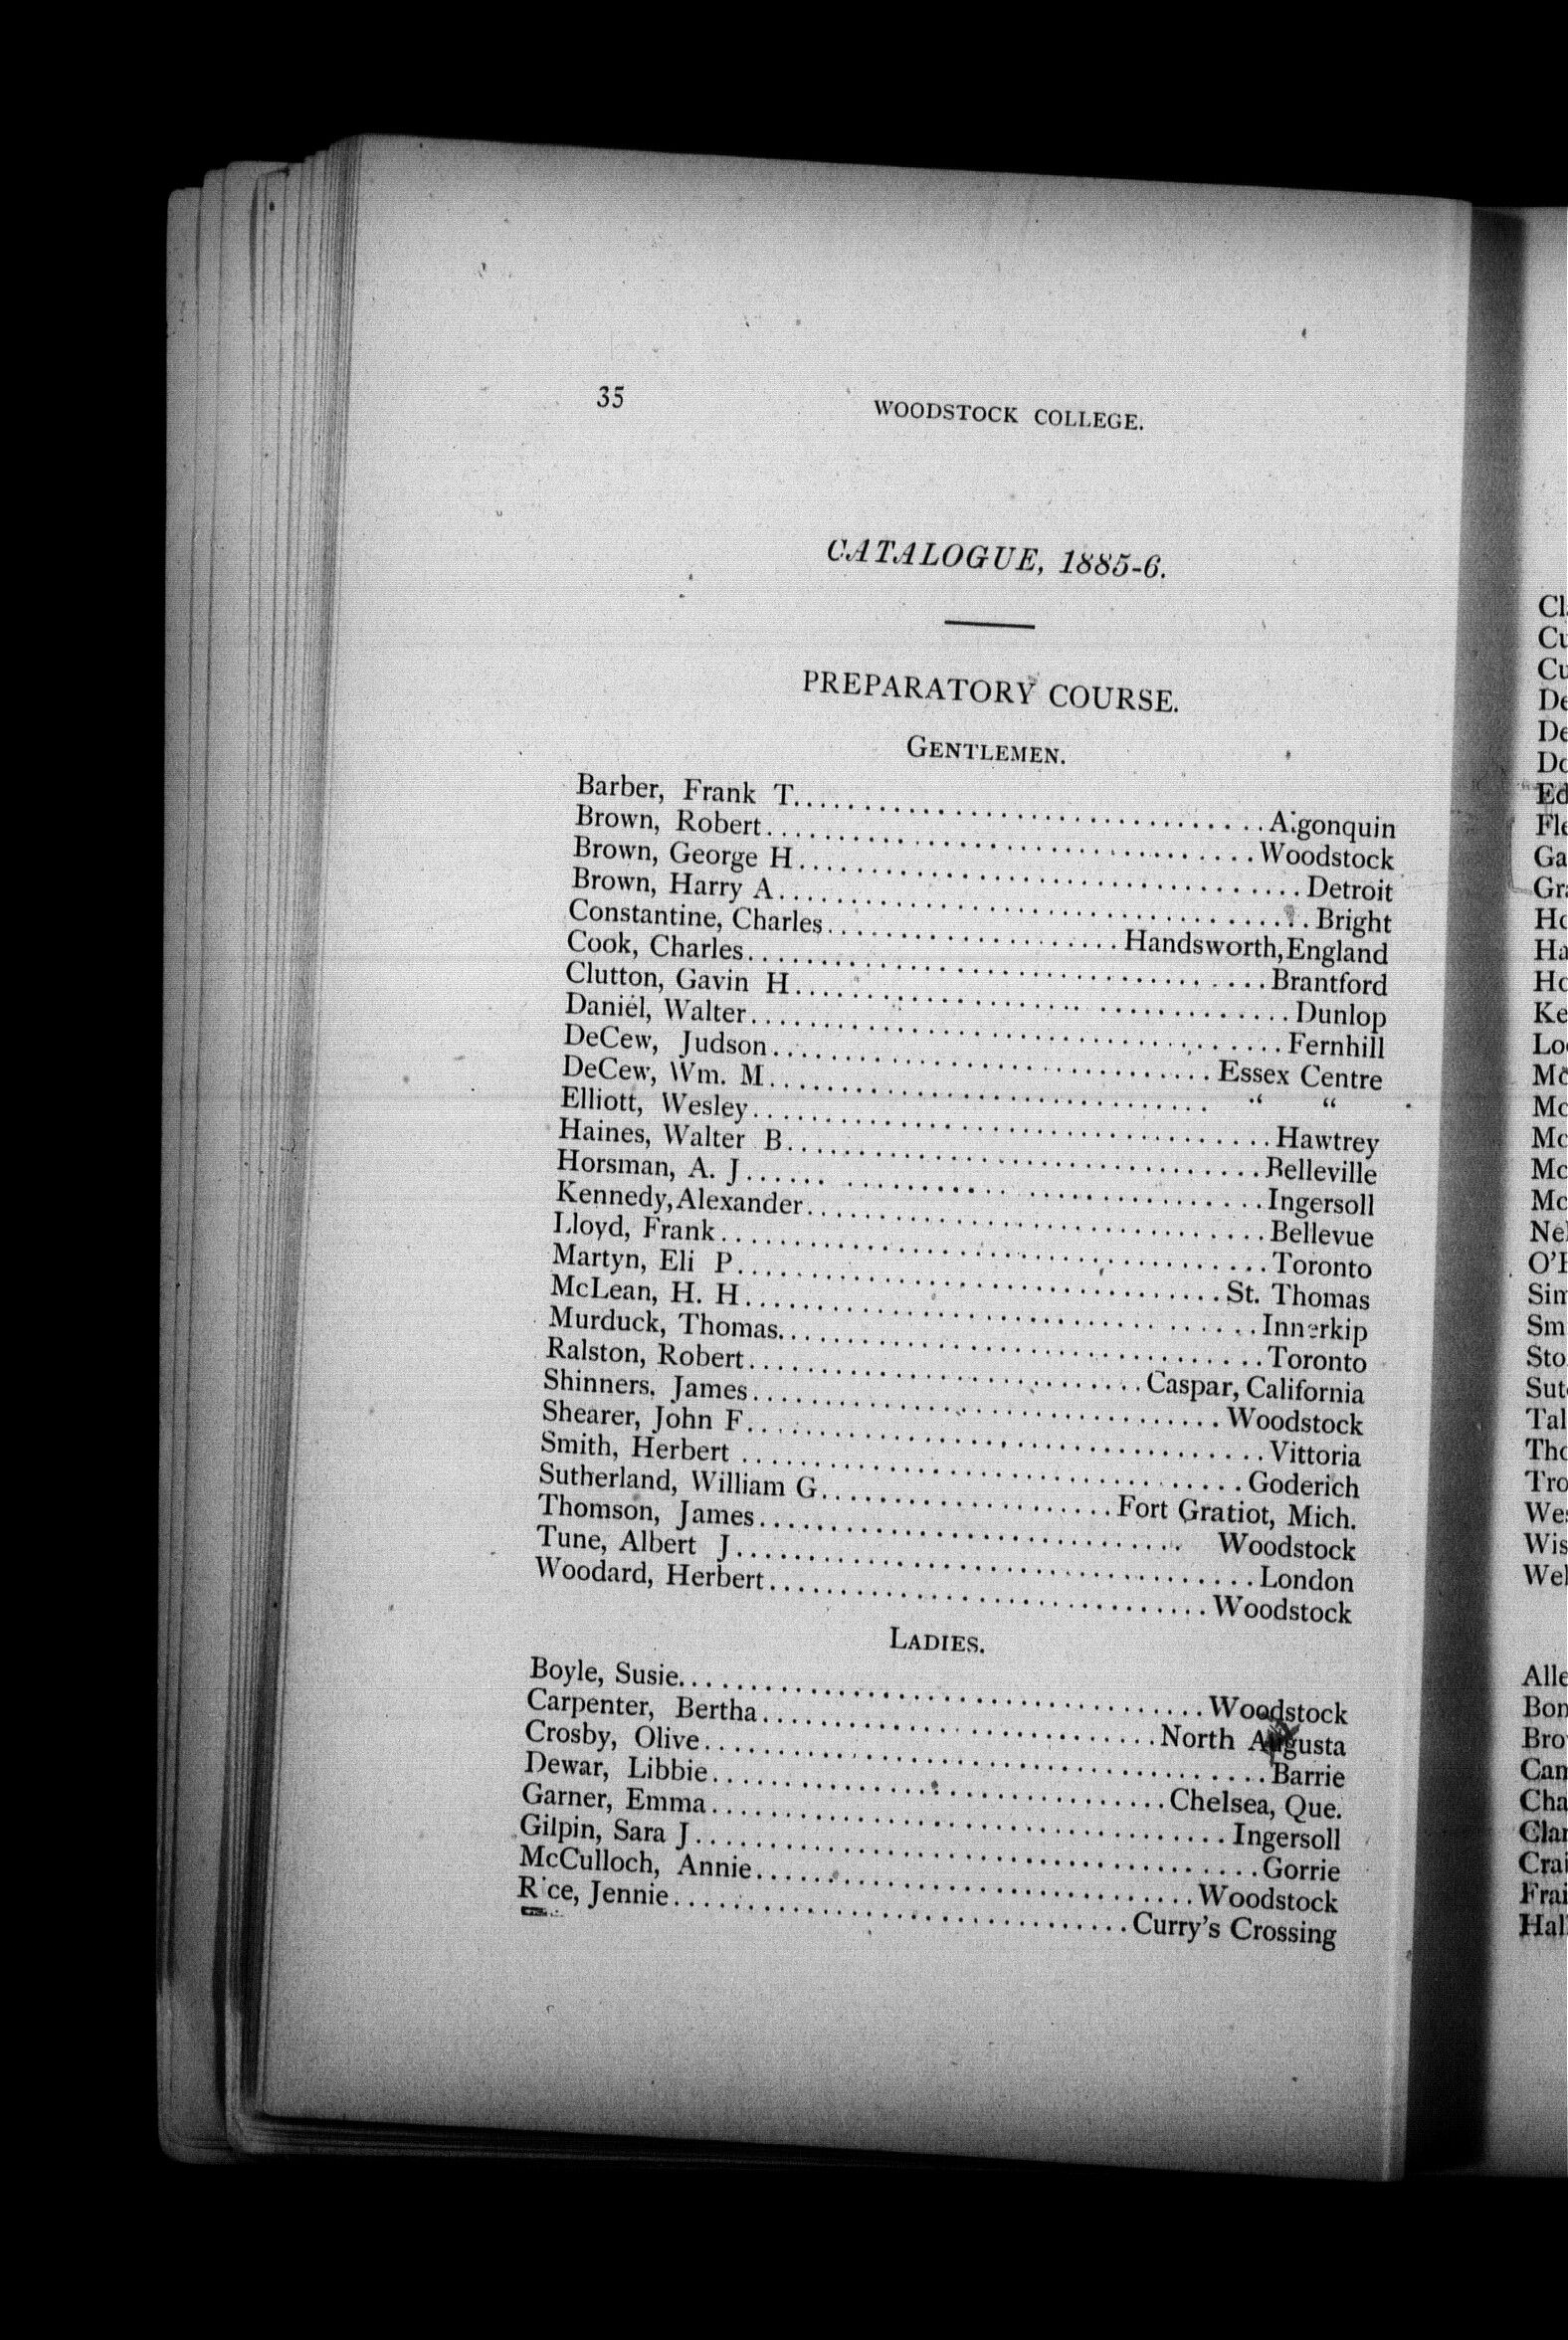 35
WOODSTOCK COLLEGE.
CATALOGUE, 1885-6.
PREPARATORY COURSE.
GENTLEMEN.
Barber, Frank T. Algonquin
Brown, Robert Woodstock
Brown, George H Detroit
Brown, Harry A Bright
Constantine, Charles Handsworth, England
Cook, Charles Brantford
Clutton, Gavin H Dunlop
Daniel, Walter Fernhill
DeCew, Judson Essex Centre
DeCew, Wm. M “ “
Elliott, Wesley Hawtrey
Haines, Walter B Belleville
Horsman, A. J Ingersoll
Kennedy, Alexander Bellevue
Lloyd, Frank Toronto
Martyn, Eli P St. Thomas
McLean, H. H Innerkip
Murduck, Thomas Toronto
Ralston, Robert Caspar, California
Shinners, James Woodstock
Shearer, John F Vittoria
Smith, Herbert Goderich
Sutherland, William G Fort Gratiot, Mich.
Thomson, James Woodstock
Tune, Albert J London
Woodard, Herbert Woodstock
LADIES.
Boyle, Susie Woodstock
Carpenter, Bertha North Augusta
Crosby, Olive Barrie
Dewar, Libbie Chelsea, Que.
Garner, Emma Ingersoll
Gilpin, Sara J Gorrie
McCulloch, Annie Woodstock
Rice, Jennie Curry's Crossing